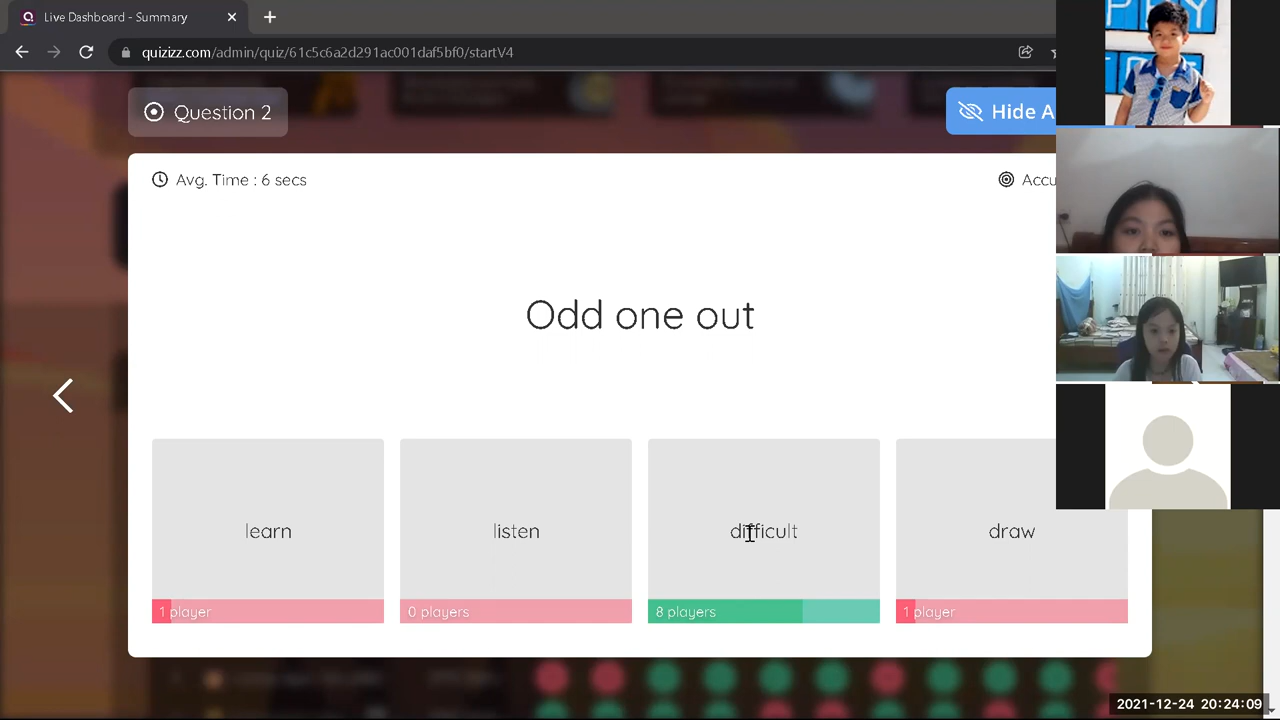 Live Dashboard - Summary
quizizz.com/admin/quiz/61c5c6a2d291ac001daf5bf0/startV4
Question 2
Hide A
Avg. Time : 6 secs
Accu
Odd one out
learn
listen
difficult
draw
1 player
0 players
8 players
1 player
2021-12-24 20:24:09